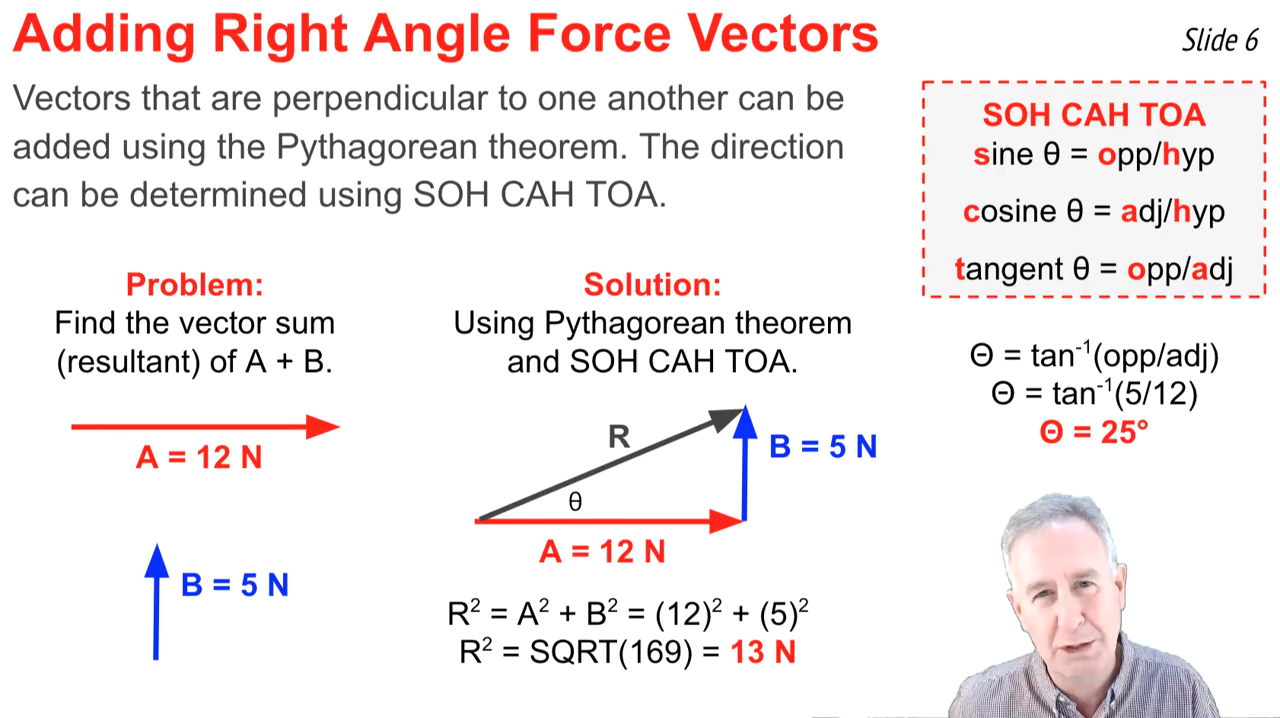 Adding Right Angle Force Vectors
Slide 6
Vectors that are perpendicular to one another can be
added using the Pythagorean theorem. The direction
can be determined using SOH CAH TOA.
SOH CAH TOA
sine θ = opp/hyp
cosine θ = adj/hyp
tangent θ = opp/adj
Problem:
Find the vector sum
(resultant) of A + B.
A = 12 N
B = 5 N
Solution:
Using Pythagorean theorem
and SOH CAH TOA.
R
B = 5 N
θ
A = 12 N
R² = A² + B² = (12)² + (5)²
R² = SQRT(169) = 13 N
Θ = tan⁻¹(opp/adj)
Θ = tan⁻¹(5/12)
Θ = 25°